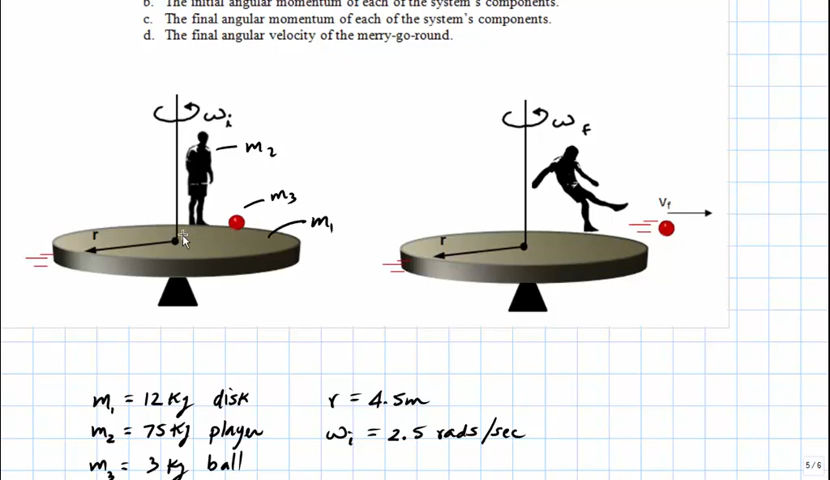 b. The initial angular momentum of each of the system's components.
c. The final angular momentum of each of the system's components.
d. The final angular velocity of the merry-go-round.
ωi
m2
m3
m1
r
ωf
Vf
r
m1 = 12 Kg disk
r = 4.5m
m2 = 75 Kg player
ωi = 2.5 rads/sec
m3 = 3 Kg ball
5/6